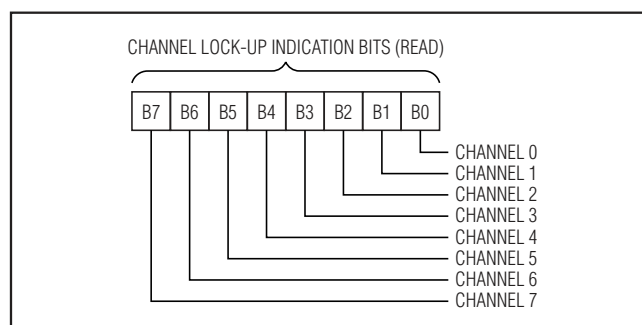 CHANNEL LOCK-UP INDICATION BITS (READ)
B7 B6 B5 B4 B3 B2 B1 B0
CHANNEL 0
CHANNEL 1
CHANNEL 2
CHANNEL 3
CHANNEL 4
CHANNEL 5
CHANNEL 6
CHANNEL 7